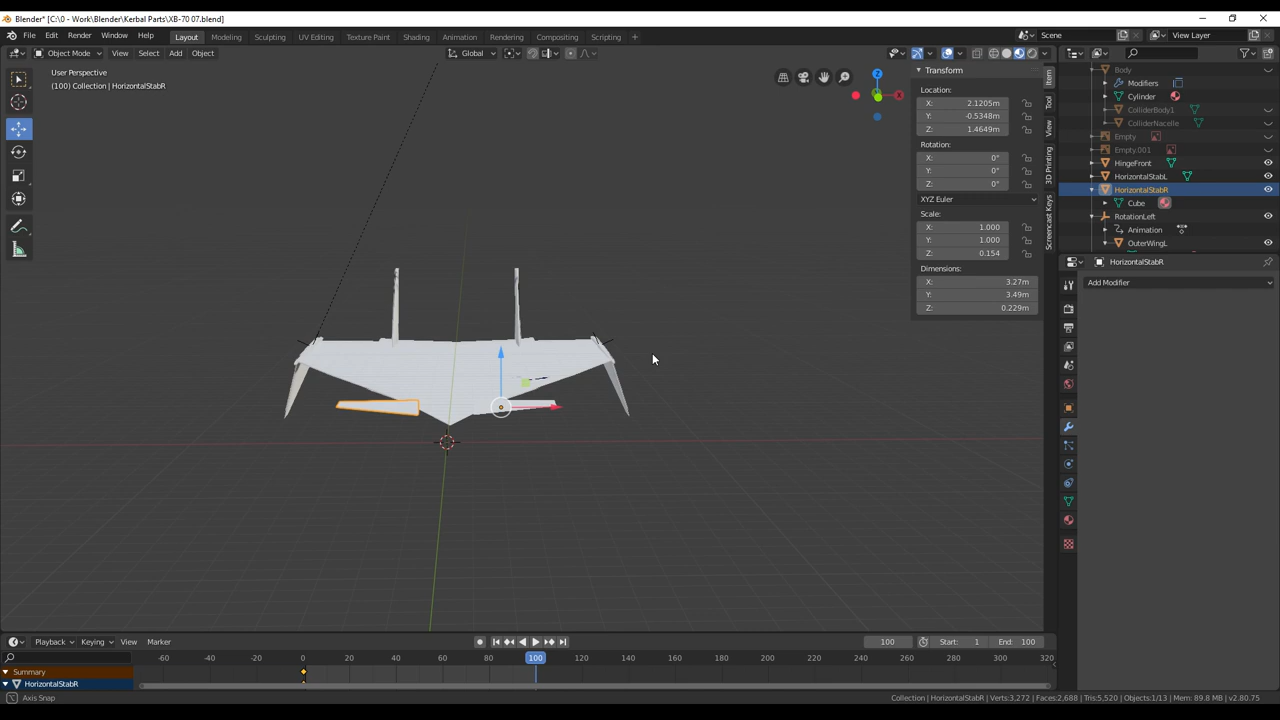 Blender* [C:\0 - Work\Blender\Kerbal Parts\XB-70 07.blend]
File Edit Render Window Help Layout Modeling Sculpting UV Editing Texture Paint Shading Animation Rendering Compositing Scripting + Scene View Layer
Object Mode View Select Add Object Global
User Perspective
(100) Collection | HorizontalStabR
Z
X
Transform
Location:
X: 2.1205m
Y: -0.5348m
Z: 1.4649m
Rotation:
X: 0°
Y: 0°
Z: 0°
XYZ Euler
Scale:
X: 1.000
Y: 1.000
Z: 0.154
Dimensions:
X: 3.27m
Y: 3.49m
Z: 0.229m
Item
Tool
View
3D Printing
Screencast Keys
Body
Modifiers
Cylinder
ColliderBody1
ColliderNacelle
Empty
Empty.001
HingeFront
HorizontalStabL
HorizontalStabR
Cube
RotationLeft
Animation
OuterWingL
HorizontalStabR
Add Modifier
Playback Keying View Marker 100 Start: 1 End: 100
-60 -40 -20 0 20 40 60 80 100 120 140 160 180 200 220 240 260 280 300 320
Summary
HorizontalStabR
Axis Snap
Collection | HorizontalStabR | Verts:3,272 | Faces:2,688 | Tris:5,520 | Objects:1/13 | Mem: 89.8 MB | v2.80.75